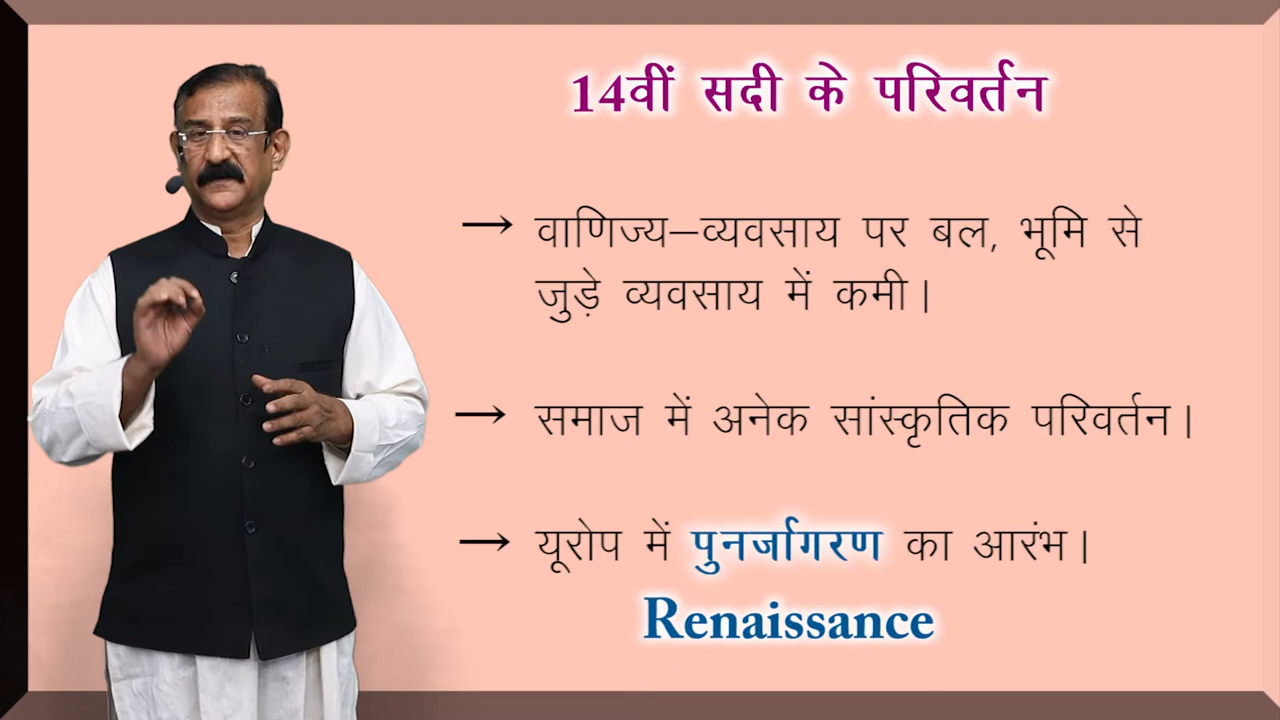 14वीं सदी के परिवर्तन
→ वाणिज्य–व्यवसाय पर बल, भूमि से
जुड़े व्यवसाय में कमी।
→ समाज में अनेक सांस्कृतिक परिवर्तन।
→ यूरोप में पुनर्जागरण का आरंभ।
Renaissance